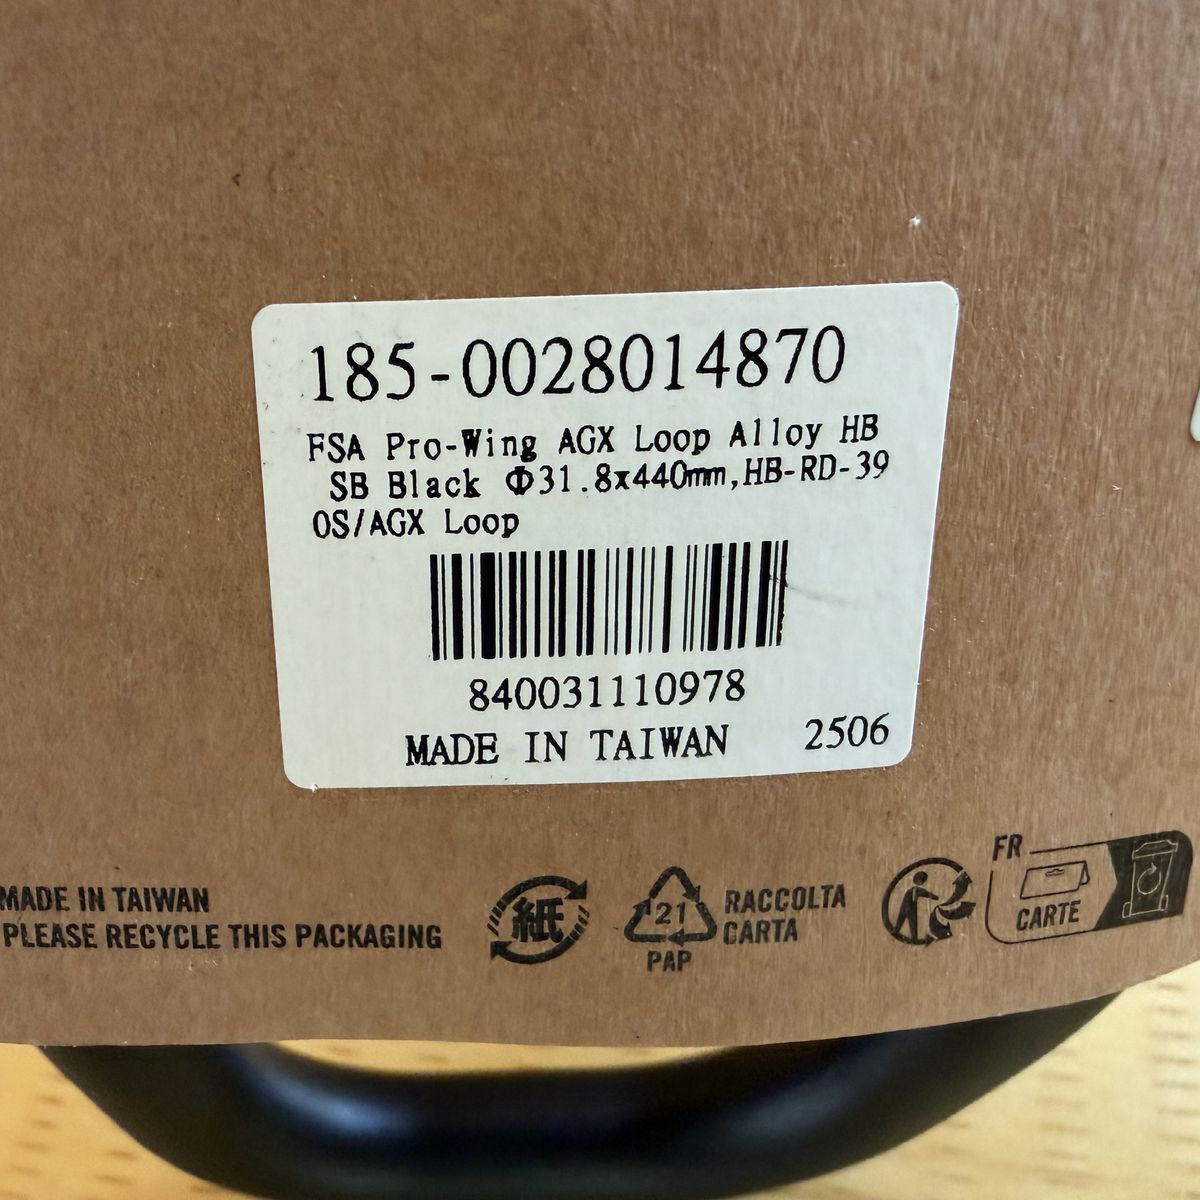 185-0028014870
FSA Pro-Wing AGX Loop Alloy HB
SB Black Φ31.8x440mm,HB-RD-39
OS/AGX Loop
840031110978
MADE IN TAIWAN 2506
MADE IN TAIWAN
PLEASE RECYCLE THIS PACKAGING
紙
21
PAP
RACCOLTA
CARTA
FR
CARTE